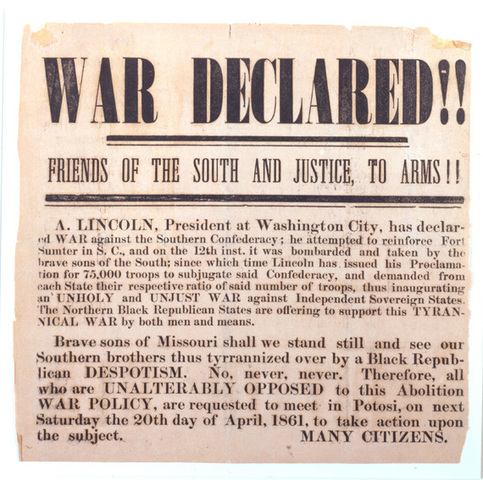 WAR DECLARED!!
FRIENDS OF THE SOUTH AND JUSTICE, TO ARMS!!
A. LINCOLN, President at Washington City, has declar-
ed WAR against the Southern Confederacy; he attempted to reinforce Fort
Sumter in S. C., and on the 12th inst. it was bombarded and taken by the
brave sons of the South; since which time Lincoln has issued his Proclama-
tion for 75,000 troops to subjugate said Confederacy, and demanded from
each State their respective ratio of said number of troops, thus inaugurating
an UNHOLY and UNJUST WAR against Independent Sovereign States.
The Northern Black Republican States are offering to support this TYRAN-
NICAL WAR by both men and means.
Brave sons of Missouri shall we stand still and see our
Southern brothers thus tyrrannized over by a Black Repub-
lican DESPOTISM. No, never, never. Therefore, all
who are UNALTERABLY OPPOSED to this Abolition
WAR POLICY, are requested to meet in Potosi, on next
Saturday the 20th day of April, 1861, to take action upon
the subject. MANY CITIZENS.